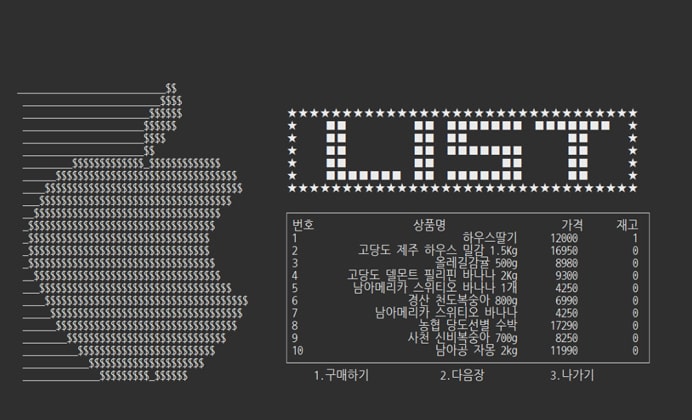 LIST
번호 상품명 가격 재고
1 하우스딸기 12000 1
2 고당도 제주 하우스 밀감 1.5Kg 16950 0
3 올레길감귤 500g 8980 0
4 고당도 델몬트 필리핀 바나나 2Kg 9300 0
5 남아메리카 스위티오 바나나 1개 4250 0
6 경산 천도복숭아 800g 6990 0
7 남아메리카 스위티오 바나나 4250 0
8 농협 당도선별 수박 17290 0
9 사천 신비복숭아 700g 8250 0
10 남아공 자몽 2kg 11990 0
1.구매하기 2.다음장 3.나가기